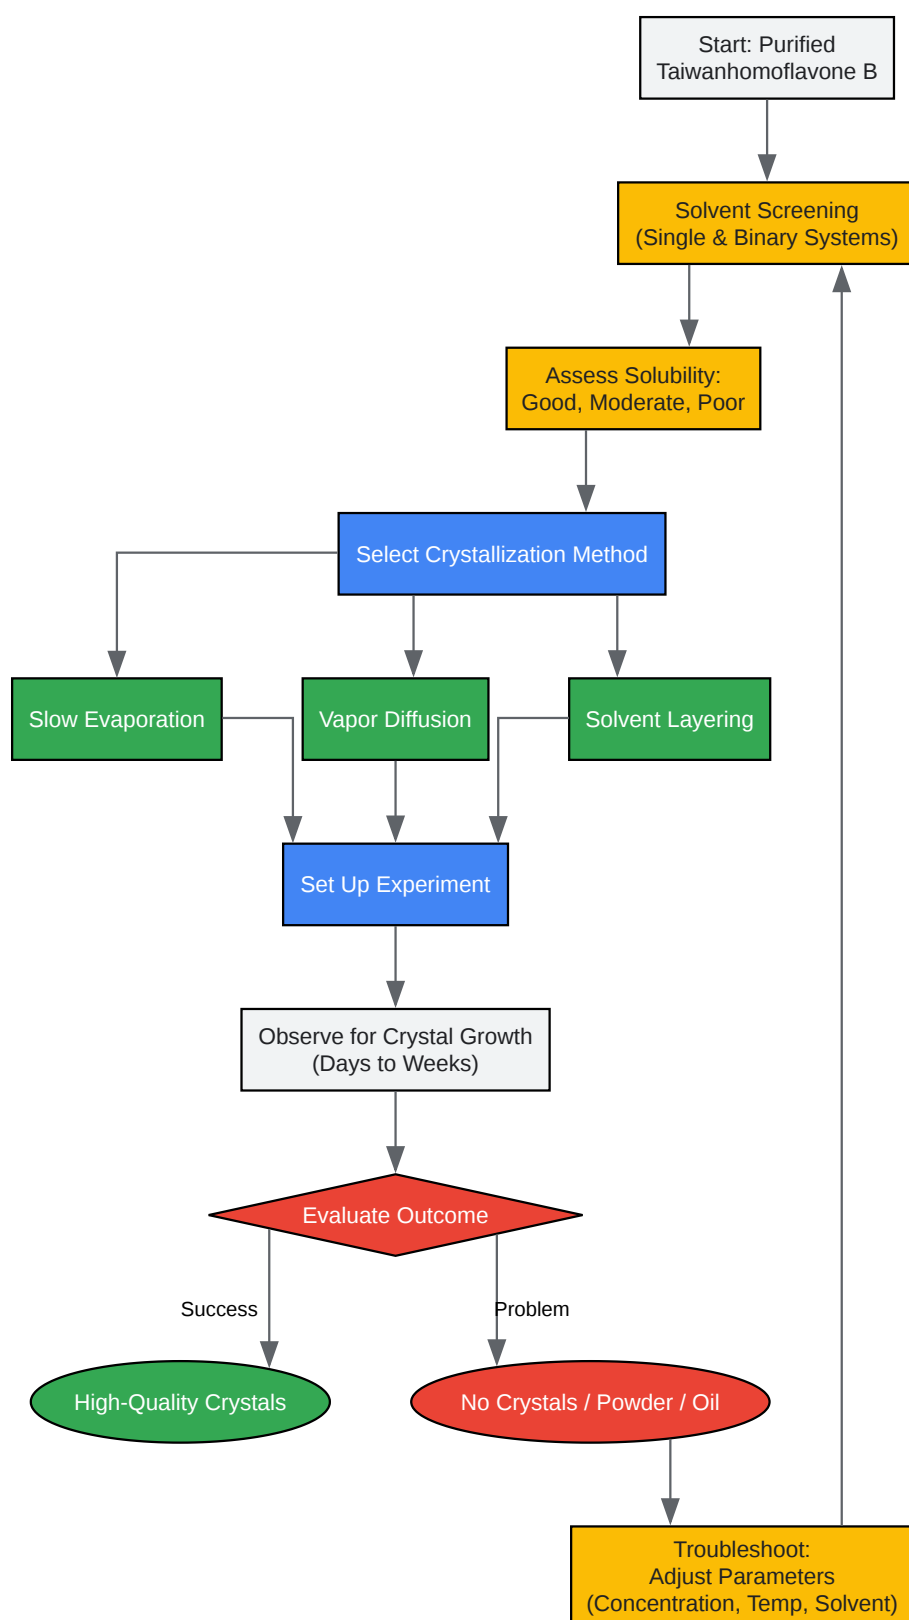 Start: Purified
Taiwanhomoflavone B
Solvent Screening
(Single & Binary Systems)
Assess Solubility:
Good, Moderate, Poor
Select Crystallization Method
Slow Evaporation
Vapor Diffusion
Solvent Layering
Set Up Experiment
Observe for Crystal Growth
(Days to Weeks)
Evaluate Outcome
Success
Problem
High-Quality Crystals
No Crystals / Powder / Oil
Troubleshoot:
Adjust Parameters
(Concentration, Temp, Solvent)